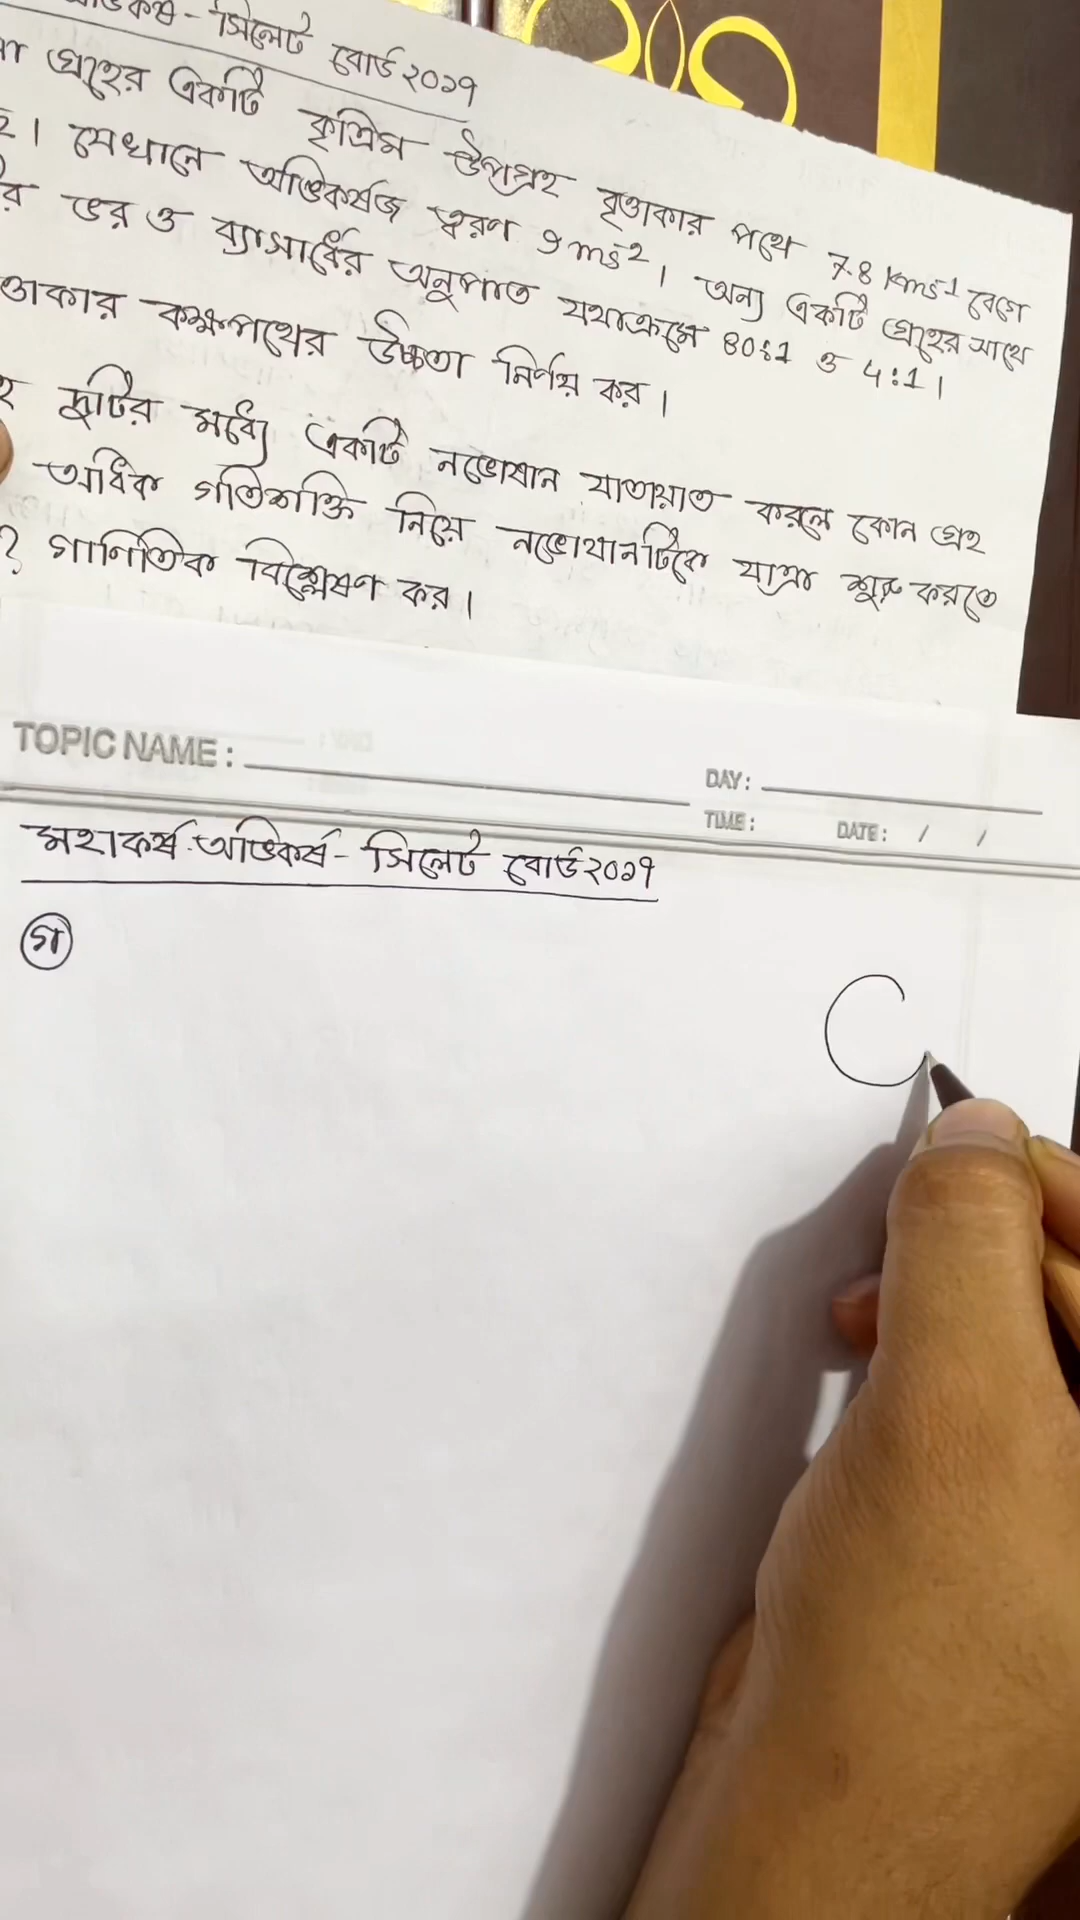 অভিকর্ষ - সিলেট বোর্ড ২০১৭
গ্রহের একটি কৃত্রিম উপগ্রহ বৃত্তাকার পথে 7.8 kms⁻¹ বেগে
। সেখানে অভিকর্ষজ ত্বরণ 9 ms⁻²। অন্য একটি গ্রহের সাথে
ভর ও ব্যাসার্ধের অনুপাত যথাক্রমে 80:1 ও 4:1।
কক্ষপথের উচ্চতা নির্ণয় কর।
দুটির মধ্যে একটি নভোযান যাতায়াত করলে কোন গ্রহ
অধিক গতিশক্তি নিয়ে নভোযানটিকে যাত্রা শুরু করতে
? গাণিতিক বিশ্লেষণ কর।
TOPIC NAME :
DAY :
TIME :
DATE : / /
মহাকর্ষ অভিকর্ষ - সিলেট বোর্ড ২০১৭
গ